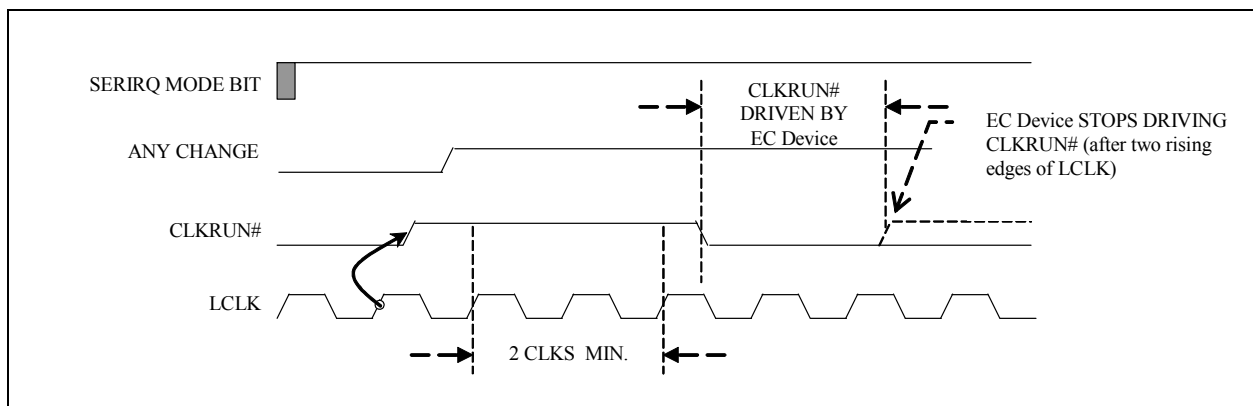 SERIRQ MODE BIT
CLKRUN#
DRIVEN BY
EC Device
EC Device STOPS DRIVING
CLKRUN# (after two rising
edges of LCLK)
ANY CHANGE
CLKRUN#
LCLK
2 CLKS MIN.